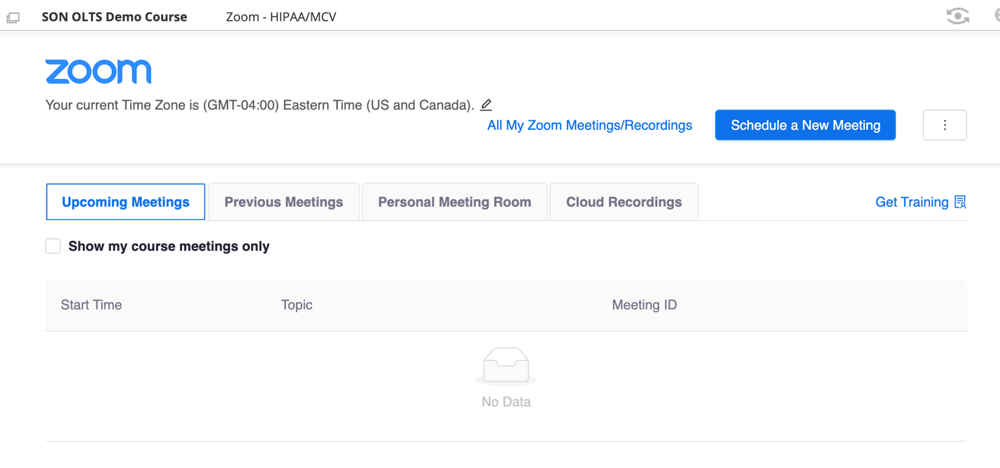 SON OLTS Demo Course Zoom - HIPAA/MCV
zoom
Your current Time Zone is (GMT-04:00) Eastern Time (US and Canada).
All My Zoom Meetings/Recordings Schedule a New Meeting
Upcoming Meetings Previous Meetings Personal Meeting Room Cloud Recordings Get Training
Show my course meetings only
Start Time Topic Meeting ID
No Data